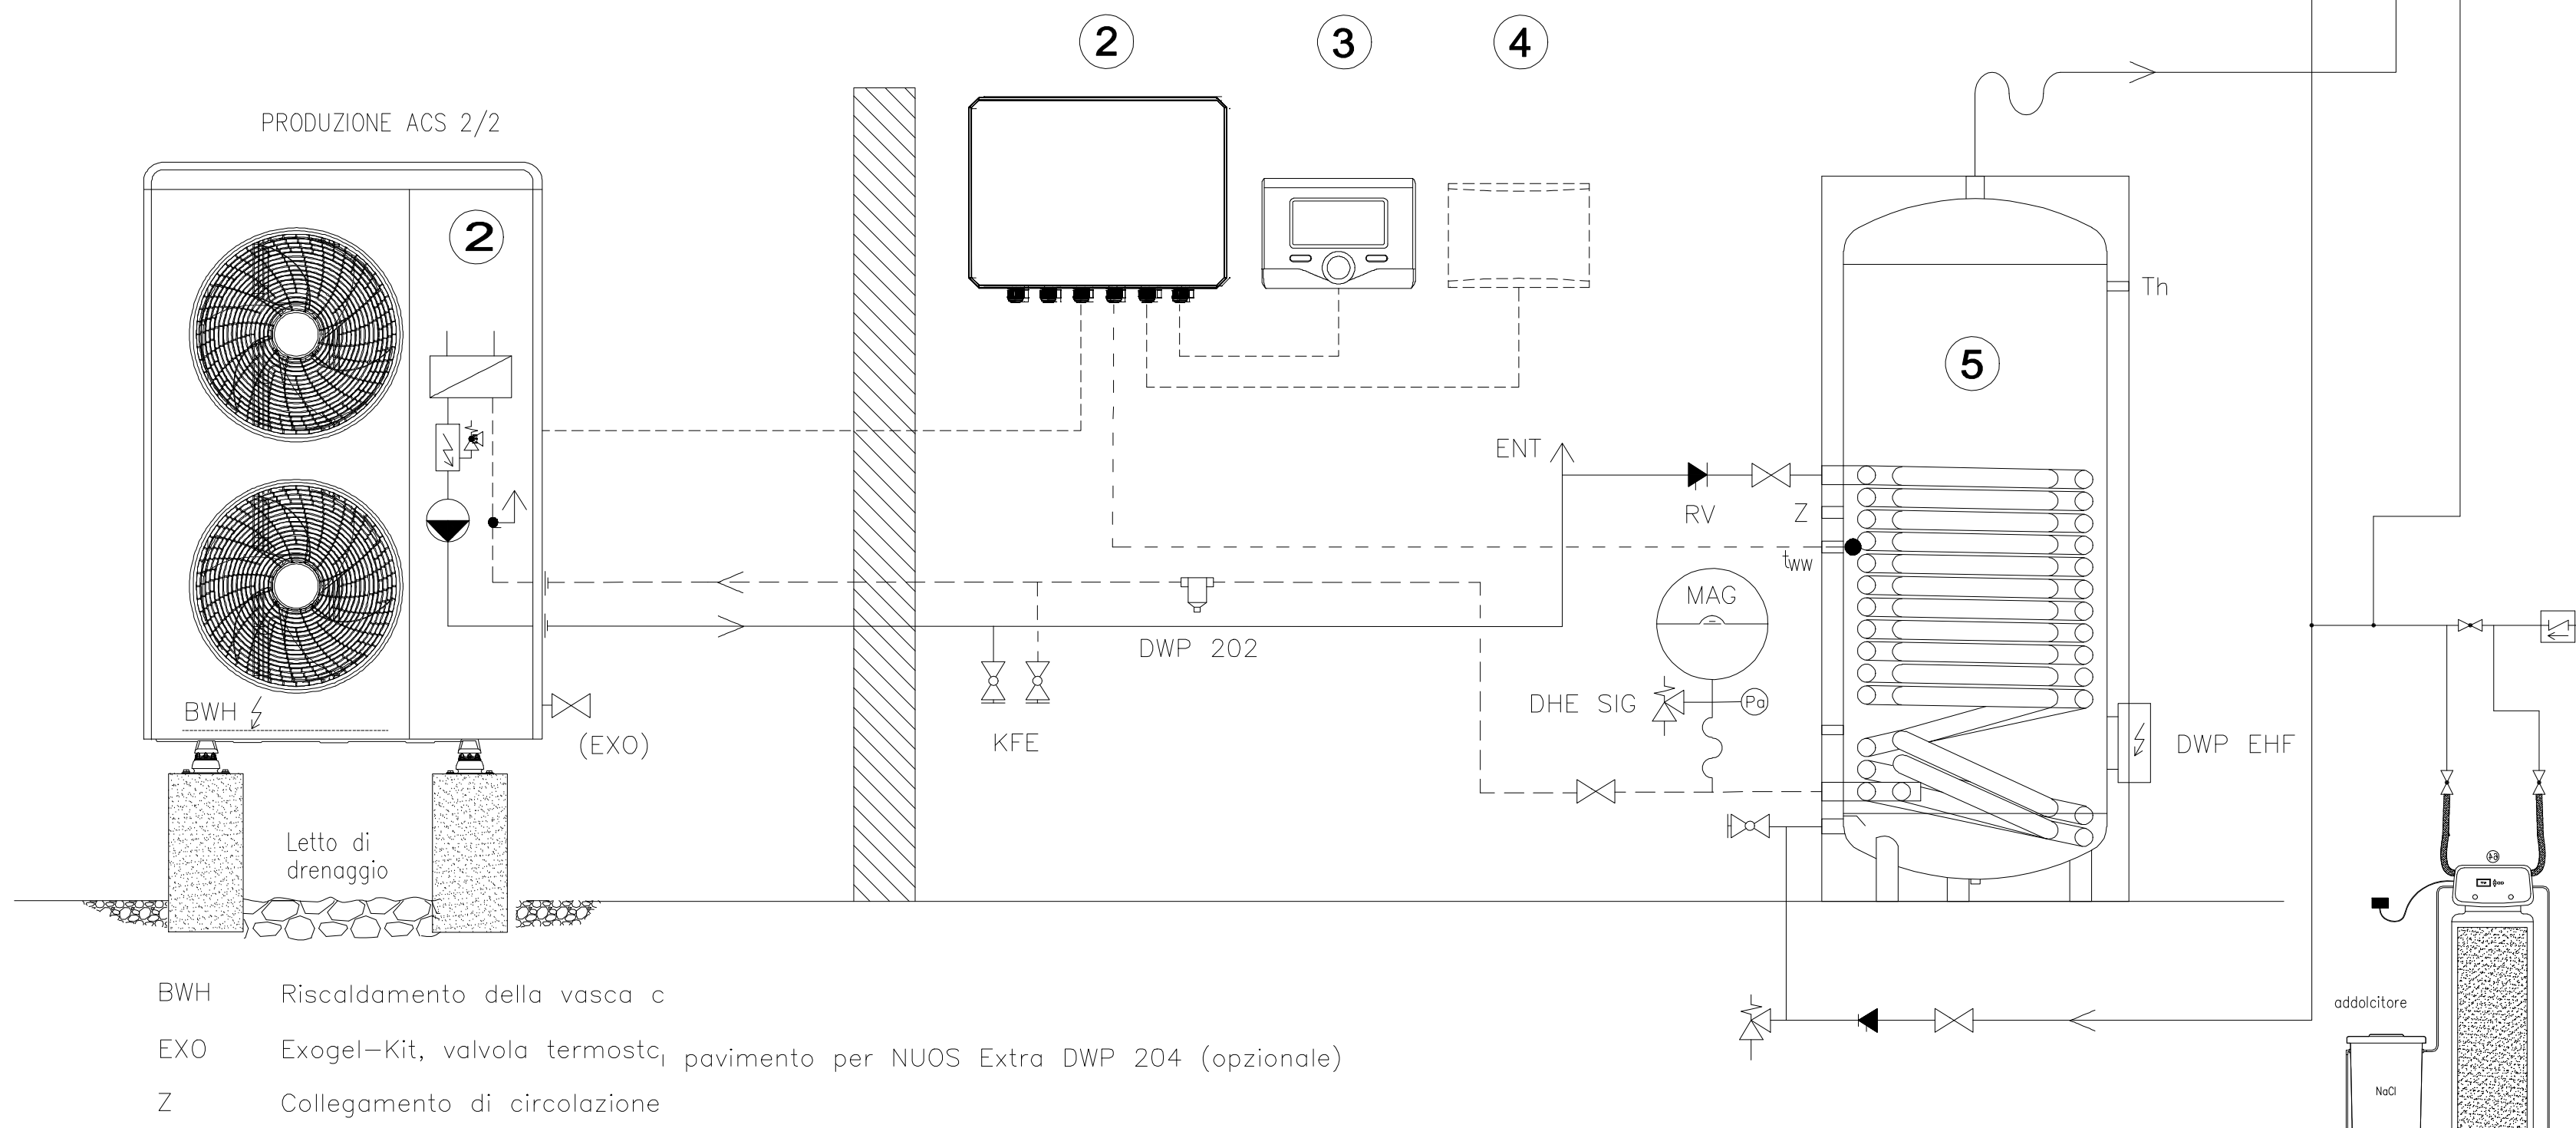 2
3
4
PRODUZIONE ACS 2/2
2
Th
5
ENT
RV
Z
tWW
MAG
DWP 202
DHE SIG
Pa
BWH
(EXO)
KFE
DWP EHF
Letto di
drenaggio
addolcitore
NaCl
BWH Riscaldamento della vasca c
EXO Exogel-Kit, valvola termost
pavimento per NUOS Extra DWP 204 (opzionale)
Z Collegamento di circolazione